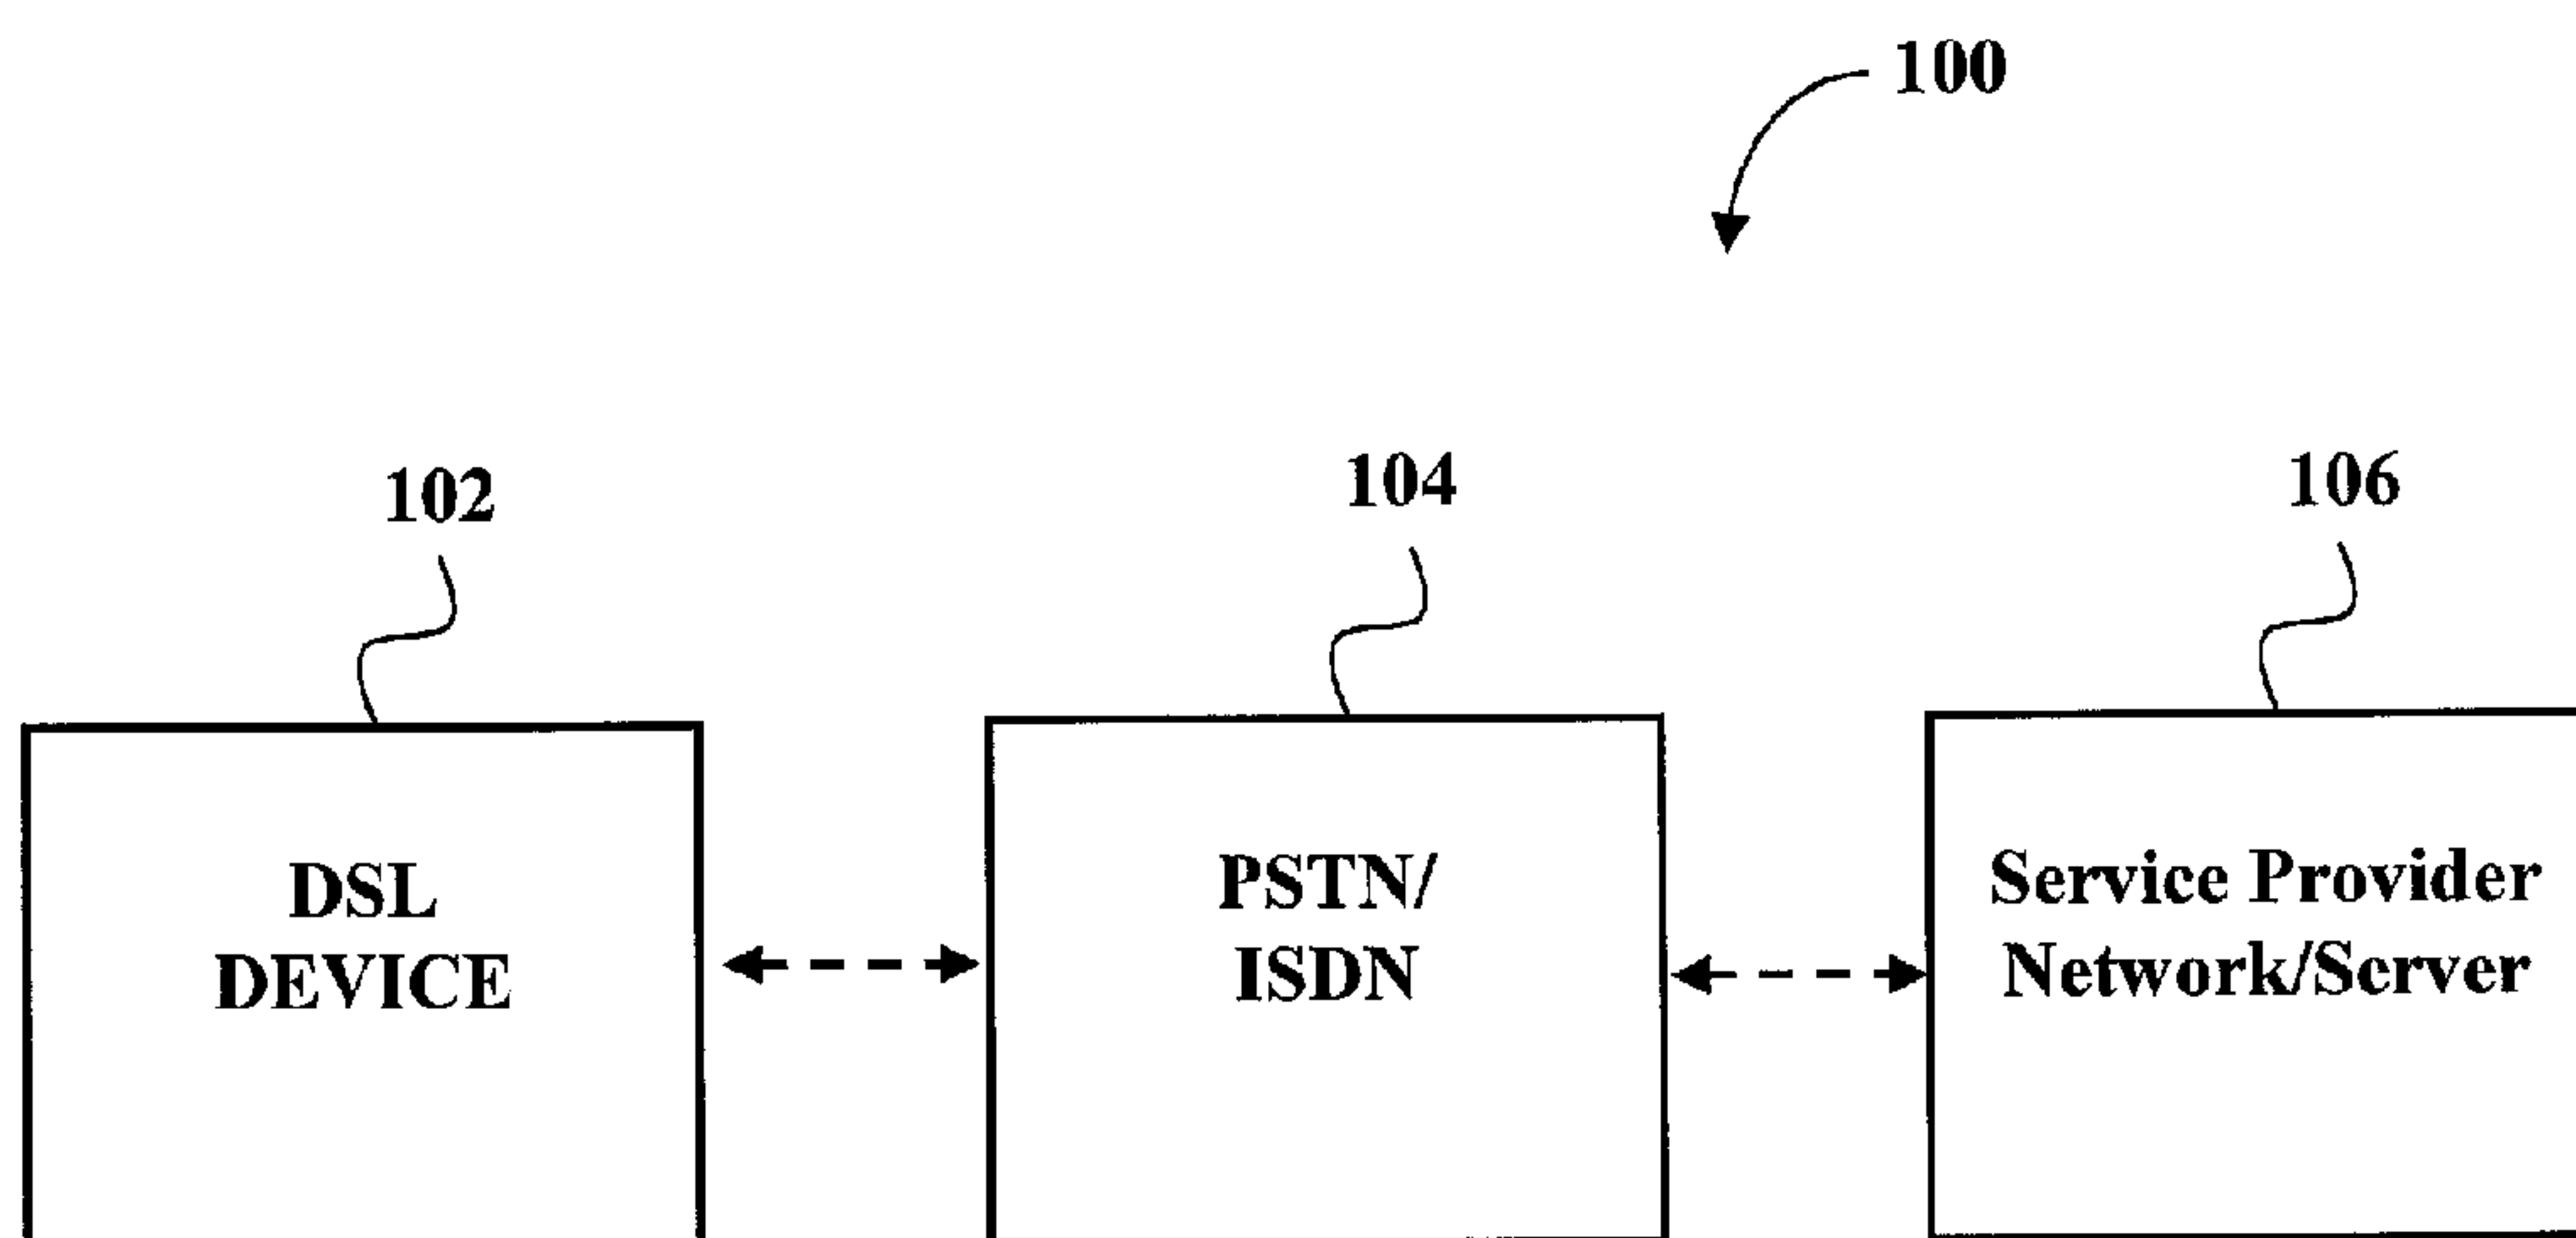 100
102
104
106
DSL
DEVICE
PSTN/
ISDN
Service Provider
Network/Server